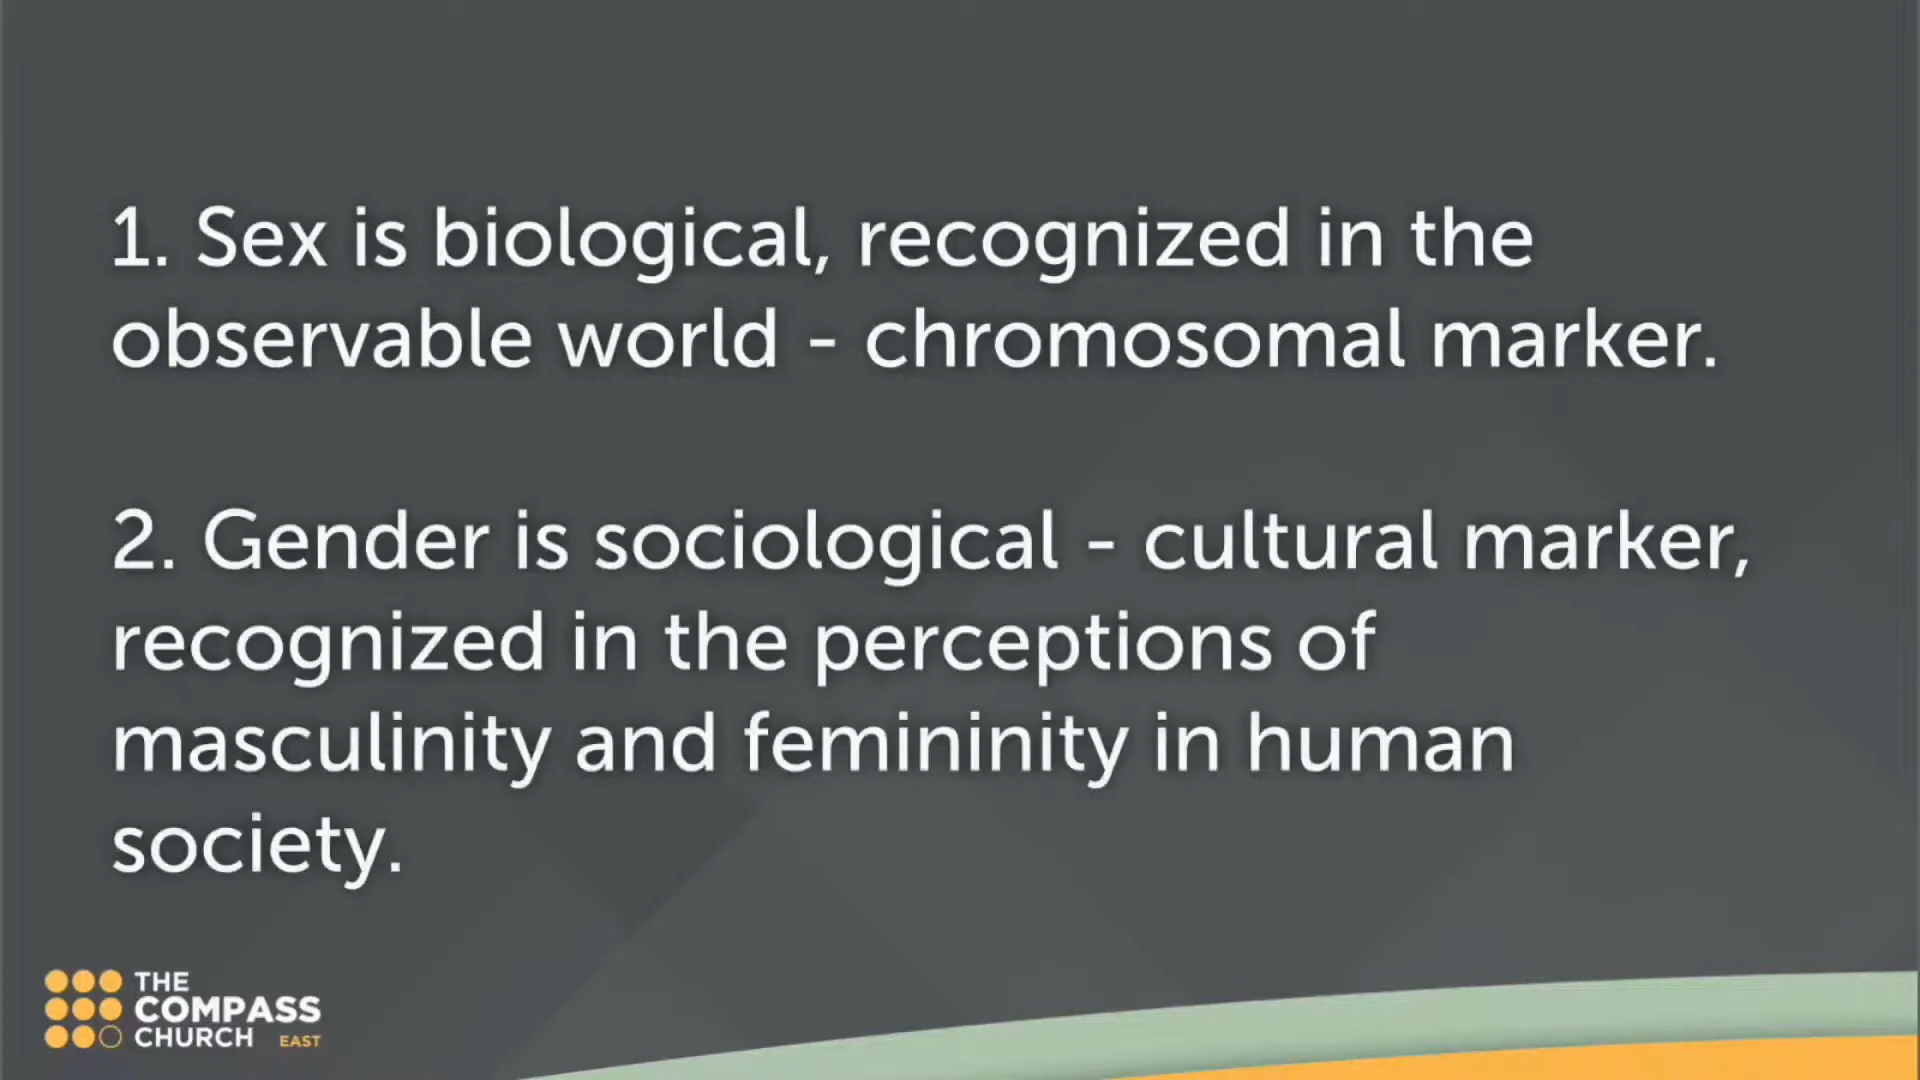 1. Sex is biological, recognized in the
observable world - chromosomal marker.
2. Gender is sociological - cultural marker,
recognized in the perceptions of
masculinity and femininity in human
society.
THE
COMPASS
CHURCH EAST